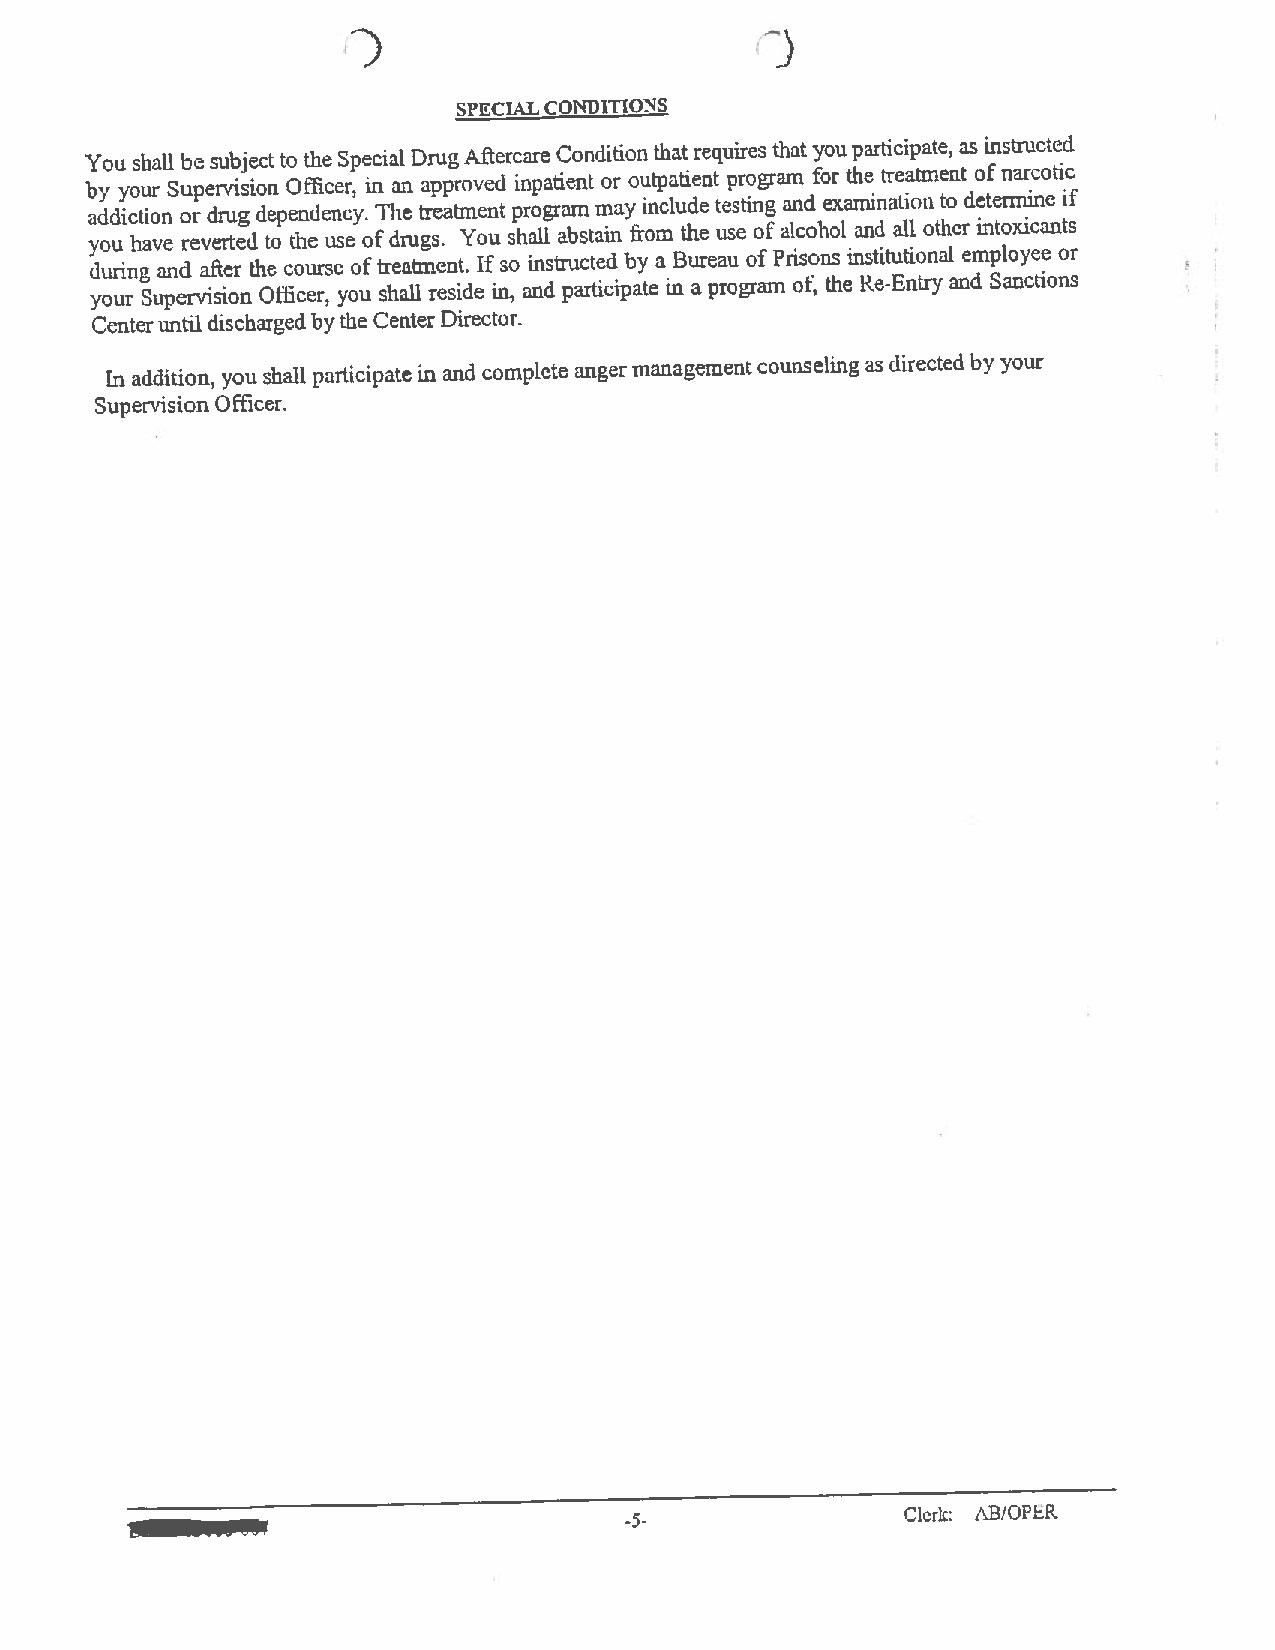 SPECIAL CONDITIONS
You shall be subject to the Special Drug Aftercare Condition that requires that you participate, as instructed
by your Supervision Officer, in an approved inpatient or outpatient program for the treatment of narcotic
addiction or drug dependency. The treatment program may include testing and examination to determine if
you have reverted to the use of drugs. You shall abstain from the use of alcohol and all other intoxicants
during and after the course of treatment. If so instructed by a Bureau of Prisons institutional employee or
your Supervision Officer, you shall reside in, and participate in a program of, the Re-Entry and Sanctions
Center until discharged by the Center Director.
In addition, you shall participate in and complete anger management counseling as directed by your
Supervision Officer.
-5- Clerk: AB/OPER